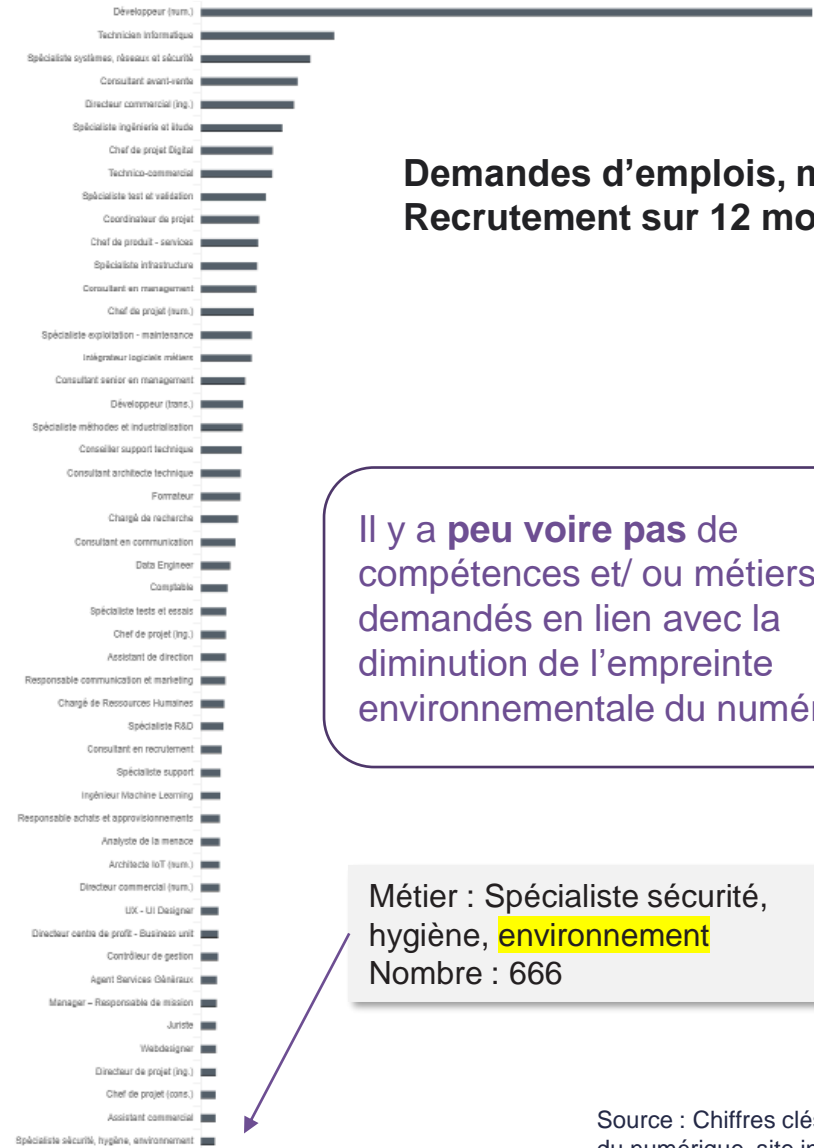 Développeur (num.)
Technicien informatique
Spécialiste systèmes, réseaux et sécurité
Consultant avant-vente
Directeur commercial (ing.)
Spécialiste ingénierie et étude
Chef de projet Digital
Technico-commercial
Spécialiste test et validation
Coordinateur de projet
Chef de produit - services
Spécialiste infrastructure
Consultant en management
Chef de projet (num.)
Spécialiste exploitation - maintenance
Intégrateur logiciels métiers
Consultant senior en management
Développeur (trans.)
Spécialiste méthodes et industrialisation
Conseiller support technique
Consultant architecte technique
Formateur
Chargé de recherche
Consultant en communication
Data Engineer
Comptable
Spécialiste tests et essais
Chef de projet (ing.)
Assistant de direction
Responsable communication et marketing
Chargé de Ressources Humaines
Spécialiste R&D
Consultant en recrutement
Spécialiste support
Ingénieur Machine Learning
Responsable achats et approvisionnements
Analyste de la menace
Architecte IoT (num.)
Directeur commercial (num.)
UX - UI Designer
Directeur centre de profit - Business unit
Contrôleur de gestion
Agent Services Généraux
Manager – Responsable de mission
Juriste
Webdesigner
Directeur de projet (ing.)
Chef de projet (cons.)
Assistant commercial
Spécialiste sécurité, hygène, environnement
Demandes d'emplois,
Recrutement sur 12
Il y a peu voire pas de
compétences et/ ou métiers
demandés en lien avec la
diminution de l'empreinte
environnementale du
Métier : Spécialiste sécurité,
hygiène, environnement
Nombre : 666
Source : Chiffres clés
du numérique, site